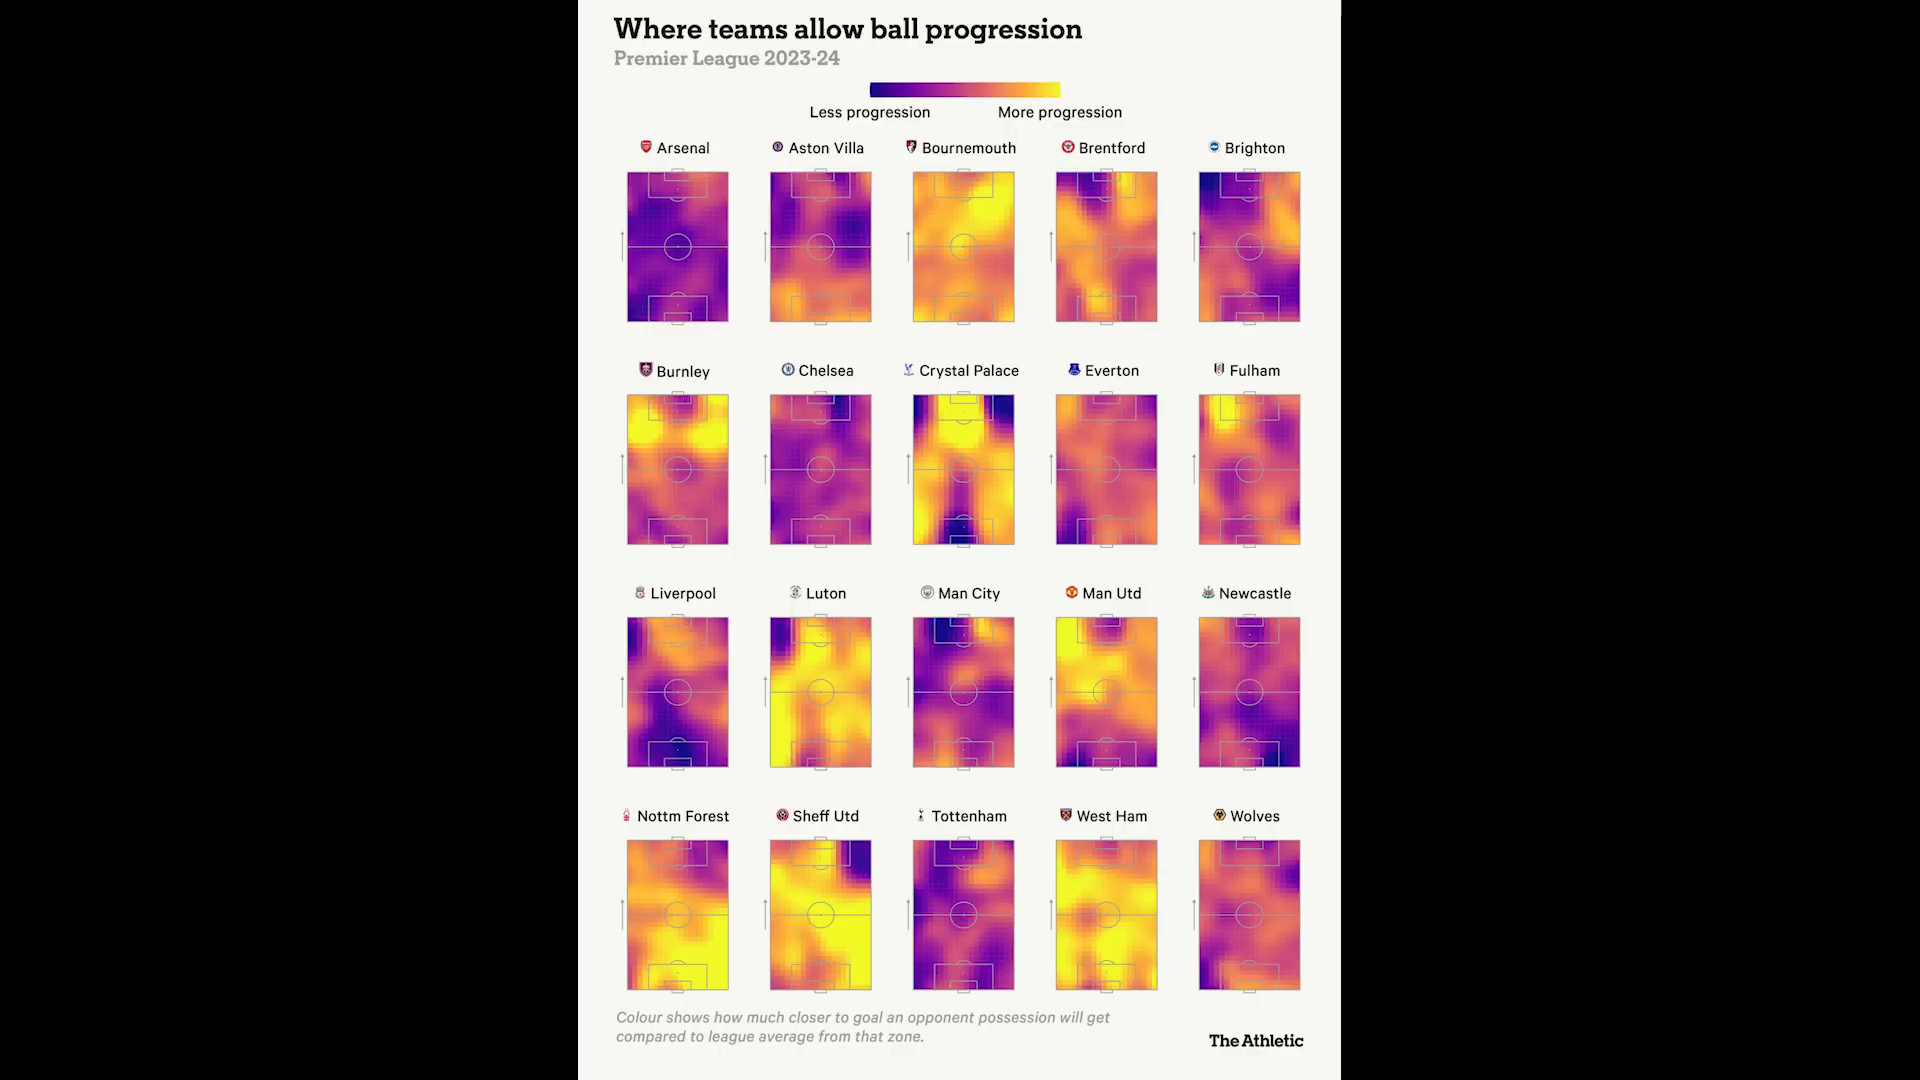 Where teams allow ball progression
Premier League 2023-24
Less progression More progression
Arsenal Aston Villa Bournemouth Brentford Brighton
Burnley Chelsea Crystal Palace Everton Fulham
Liverpool Luton Man City Man Utd Newcastle
Nottm Forest Sheff Utd Tottenham West Ham Wolves
Colour shows how much closer to goal an opponent possession will get
compared to league average from that zone.
The Athletic